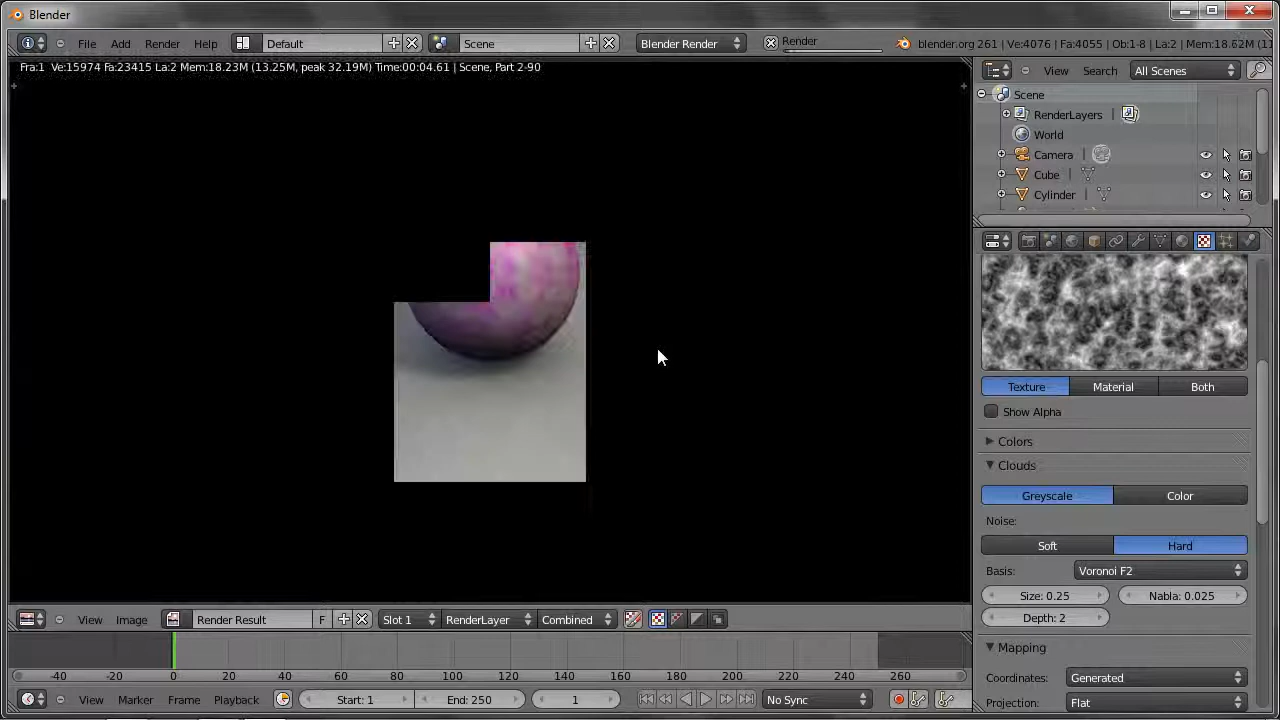 Blender
File Add Render Help Default Scene Blender Render Render blender.org 261 | Ve:4076 | Fa:4055 | Ob:1-8 | La:2 | Mem:18.62M
Fra:1 Ve:15974 Fa:23415 La:2 Mem:18.23M (13.25M, peak 32.19M) Time:00:04.61 | Scene, Part 2-90
View Search All Scenes
Scene
RenderLayers
World
Camera
Cube
Cylinder
Texture Material Both
Show Alpha
Colors
Clouds
Greyscale Color
Noise:
Soft Hard
Basis: Voronoi F2
Size: 0.25 Nabla: 0.025
Depth: 2
Mapping
Coordinates: Generated
Projection: Flat
View Image Render Result F Slot 1 RenderLayer Combined
-40 -20 0 20 40 60 80 100 120 140 160 180 200 220 240 260
View Marker Frame Playback Start: 1 End: 250 1 No Sync